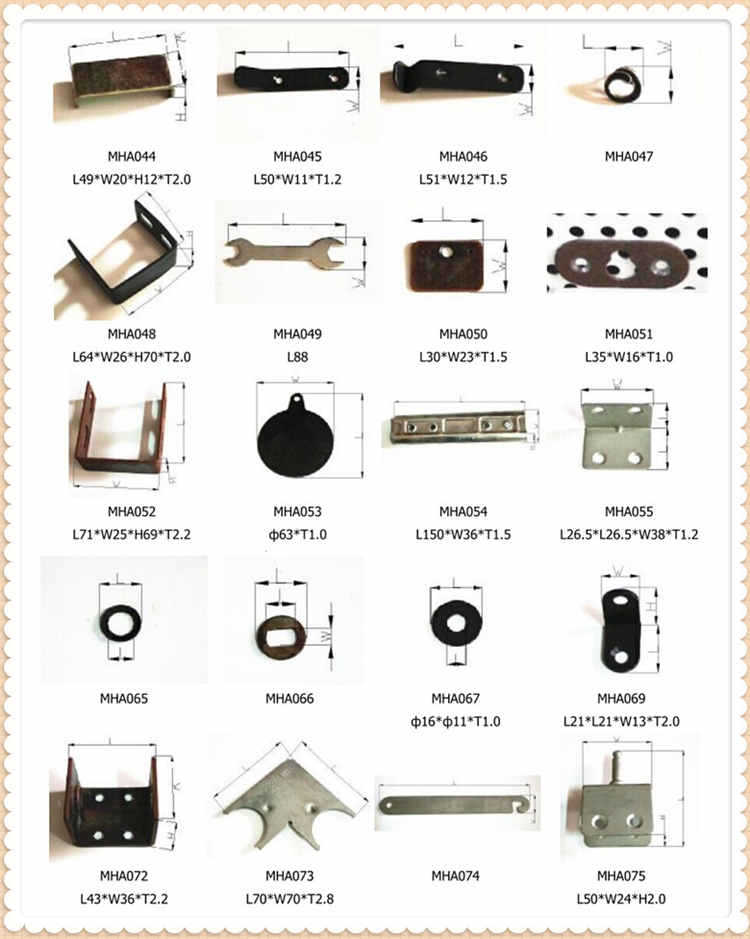 L W H
L W
L W
L W
MHA044 MHA045 MHA046 MHA047
L49*W20*H12*T2.0 L50*W11*T1.2 L51*W12*T1.5
L H W
L W
L W
MHA048 MHA049 MHA050 MHA051
L64*W26*H70*T2.0 L88 L30*W23*T1.5 L35*W16*T1.0
L H W
W L
L W H
W L L
MHA052 MHA053 MHA054 MHA055
L71*W25*H69*T2.2 ф63*T1.0 L150*W36*T1.5 L26.5*L26.5*W38*T1.2
L I
L I W
L I
W H L
MHA065 MHA066 MHA067 MHA069
ф16*ф11*T1.0 L21*L21*W13*T2.0
L W H
L L
L
W L H
MHA072 MHA073 MHA074 MHA075
L43*W36*T2.2 L70*W70*T2.8 L50*W24*H2.0